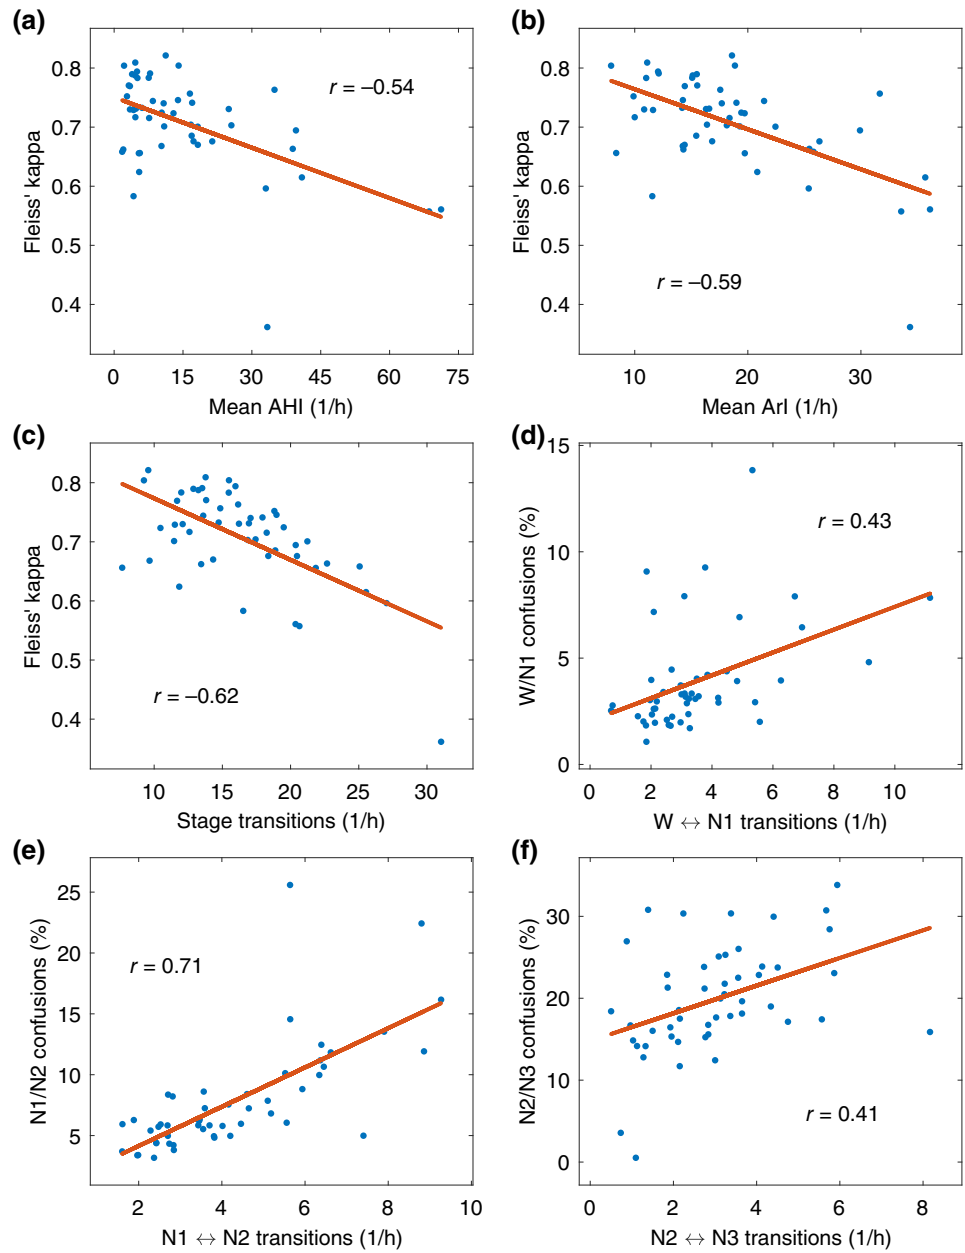 (a)
0.8
0.7
0.6
0.5
0.4
Fleiss' kappa
r = –0.54
0 15 30 45 60 75
Mean AHI (1/h)
(b)
0.8
0.7
0.6
0.5
0.4
Fleiss' kappa
r = –0.59
10 20 30
Mean ArI (1/h)
(c)
0.8
0.7
0.6
0.5
0.4
Fleiss' kappa
r = –0.62
10 15 20 25 30
Stage transitions (1/h)
(d)
15
10
5
0
W/N1 confusions (%)
r = 0.43
0 2 4 6 8 10
W ↔ N1 transitions (1/h)
(e)
25
20
15
10
5
N1/N2 confusions (%)
r = 0.71
2 4 6 8 10
N1 ↔ N2 transitions (1/h)
(f)
30
20
10
0
N2/N3 confusions (%)
r = 0.41
0 2 4 6 8
N2 ↔ N3 transitions (1/h)